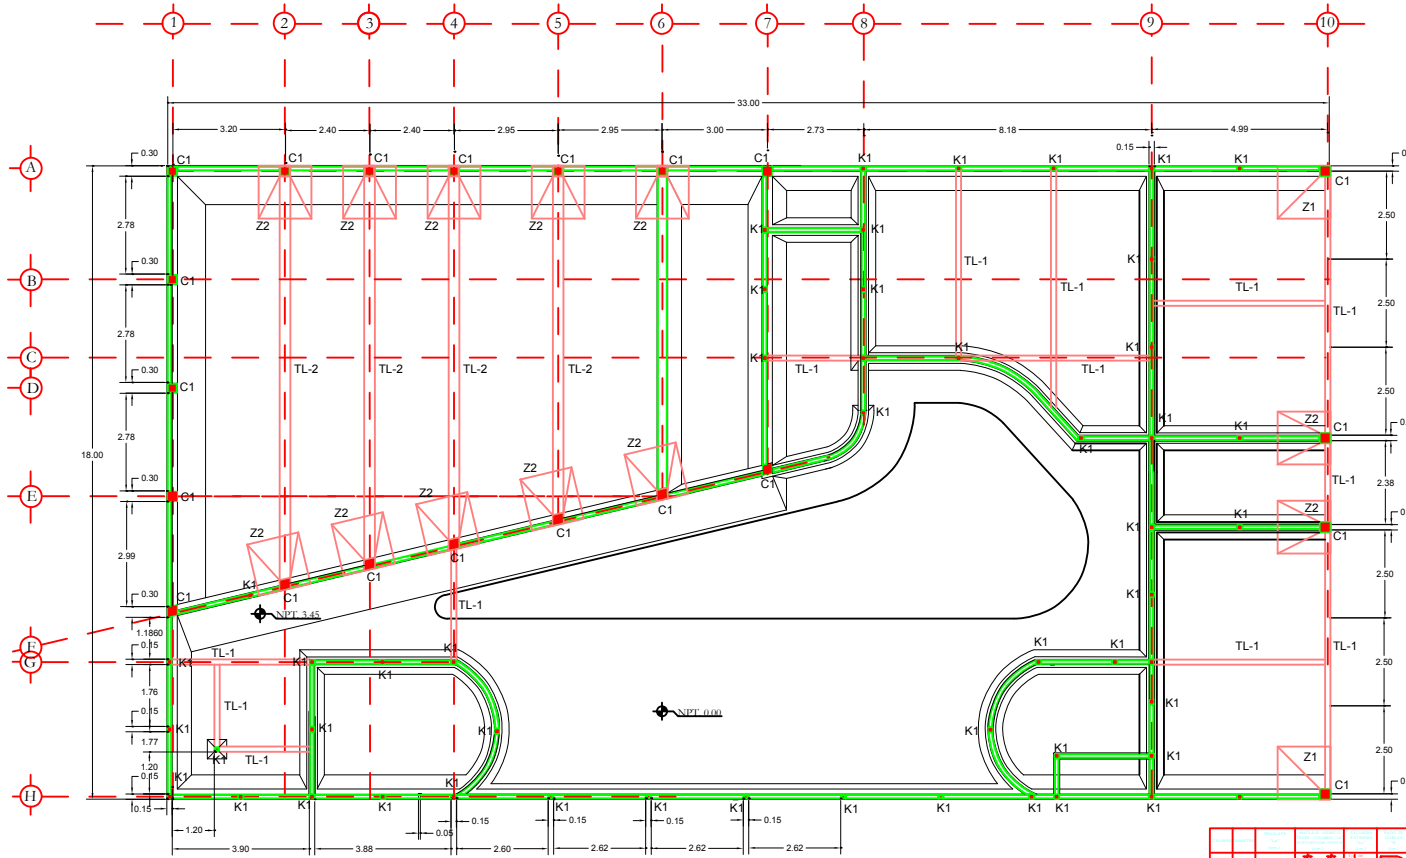 1 2 3 4 5 6 7 8 9 10
33.00
3.20 2.40 2.40 2.95 2.95 3.00 2.73 8.18 4.99
0.15
A
0.30
C1 C1 C1 C1 C1 C1 C1 K1 K1 K1 K1 K1 C1
Z2 Z2 Z2 Z2 Z2 K1 Z1
2.78 2.50
0.30
B
C1 K1 K1 K1
TL-1 TL-1 TL-1 TL-1
2.78 2.50
C
K1 K1 K1
TL-2 TL-2 TL-2 TL-2 TL-1 TL-1
0.30
D
C1
2.50
K1 K1 Z2 C1
K1 K1
2.78
18.00
Z2 Z2 Z2 Z2 Z2
0.30
E
C1 C1 C1 C1 C1 C1 C1
TL-1
2.38
Z2
K1 K1 C1
2.99 2.50
0.30
C1 K1 K1
NPT 3.45
TL-1
1.1860
F
G
0.15
K1 TL-1 K1 K1 K1 K1 K1 K1
TL-1 TL-1
2.50
1.76
TL-1
K1
NPT 0.00
0.15
K1 K1 K1 K1
1.77
K1 TL-1 K1 K1
2.50
Z1
1.20
0.15
H
K1 K1 K1 K1 K1 K1 K1 K1 K1 K1 K1 K1 K1 C1
0.15 0.05 0.15 0.15 0.15 0.15
1.20
3.90 3.88 2.60 2.62 2.62 2.62